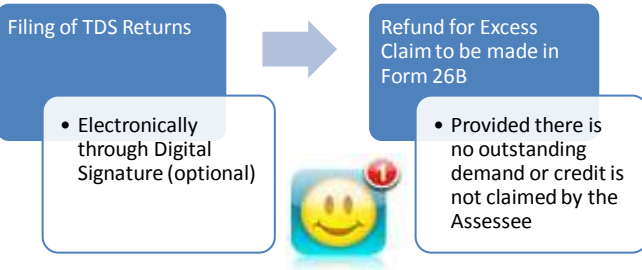 Filing of TDS Returns
• Electronically
through Digital
Signature (optional)
Refund for Excess
Claim to be made in
Form 26B
• Provided there is
no outstanding
demand or credit is
not claimed by the
Assessee
1